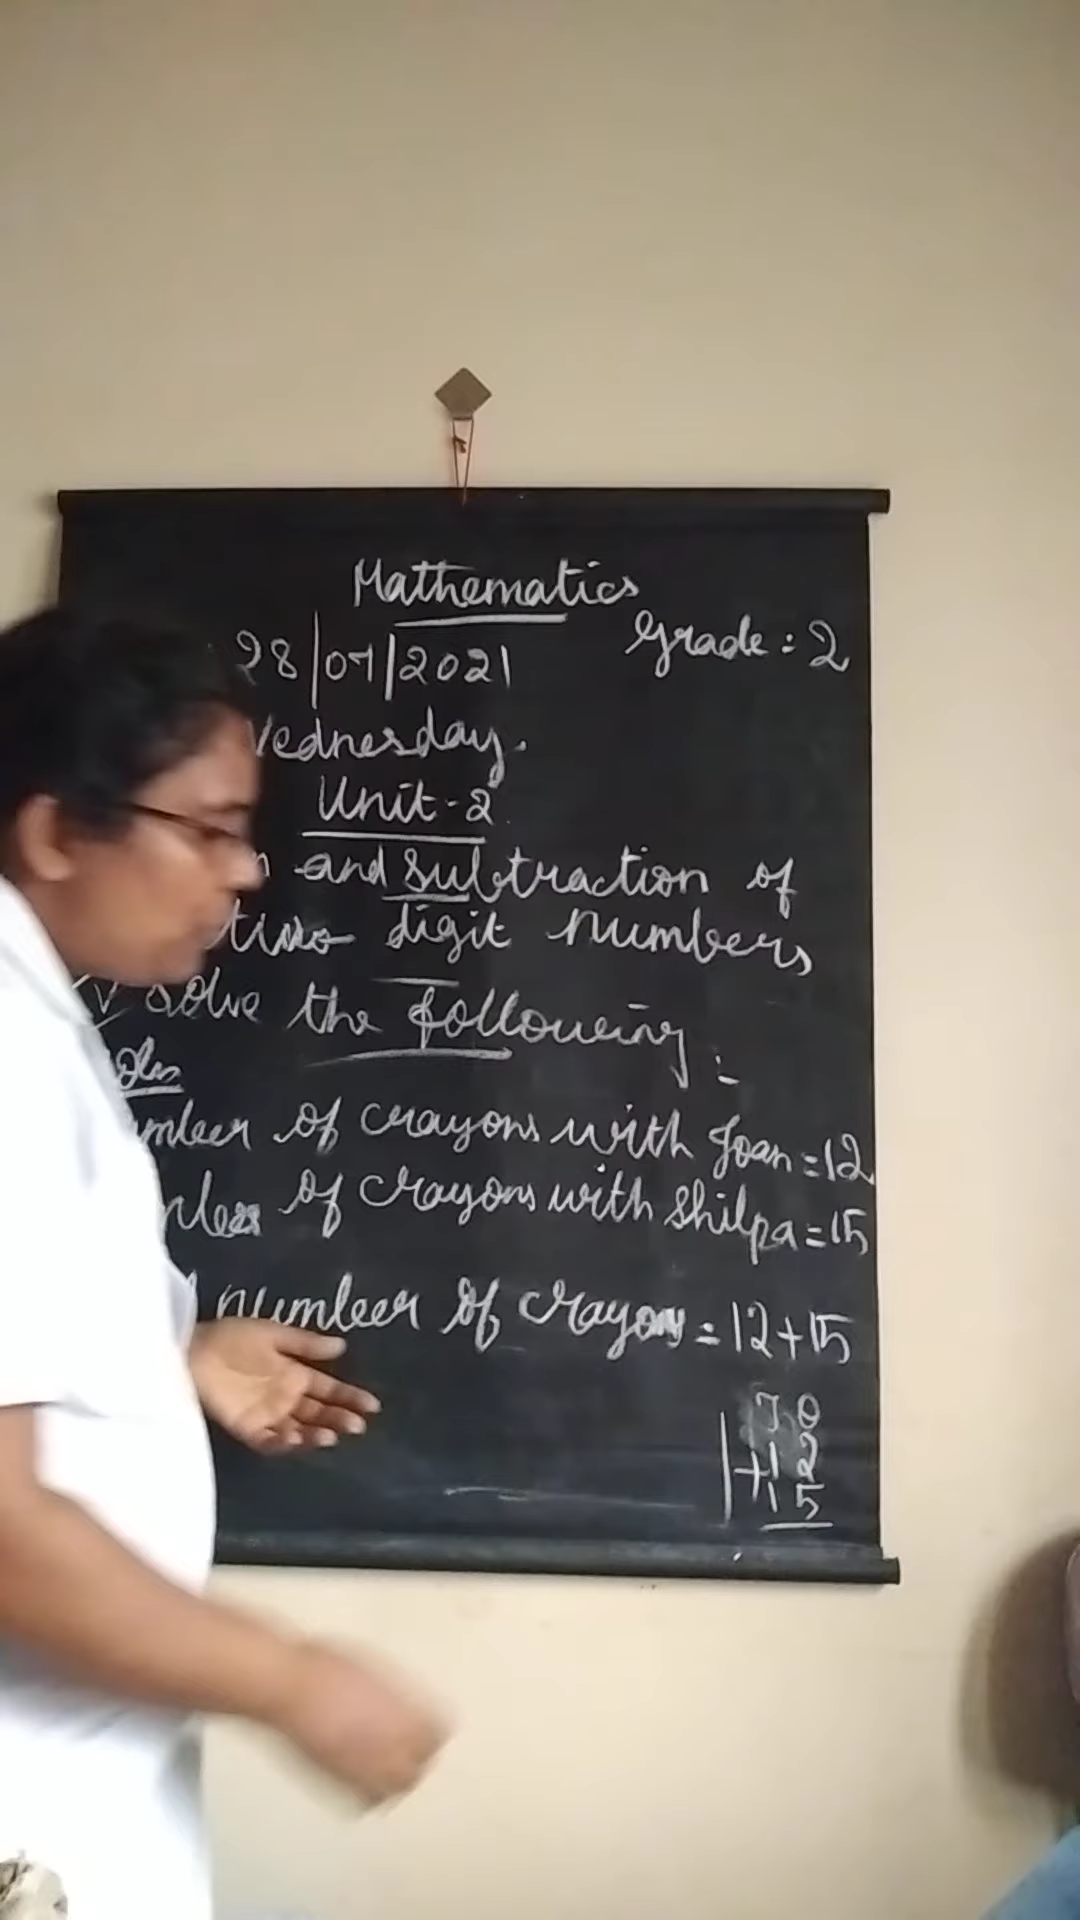 Mathematics
28/07/2021 Grade: 2
Wednesday.
Unit-2
and subtraction of
two digit numbers
solve the following:
of crayons with Joan=12
of crayons with Shilpa=15
number of crayons=12+15
T O
+1 2
1 5